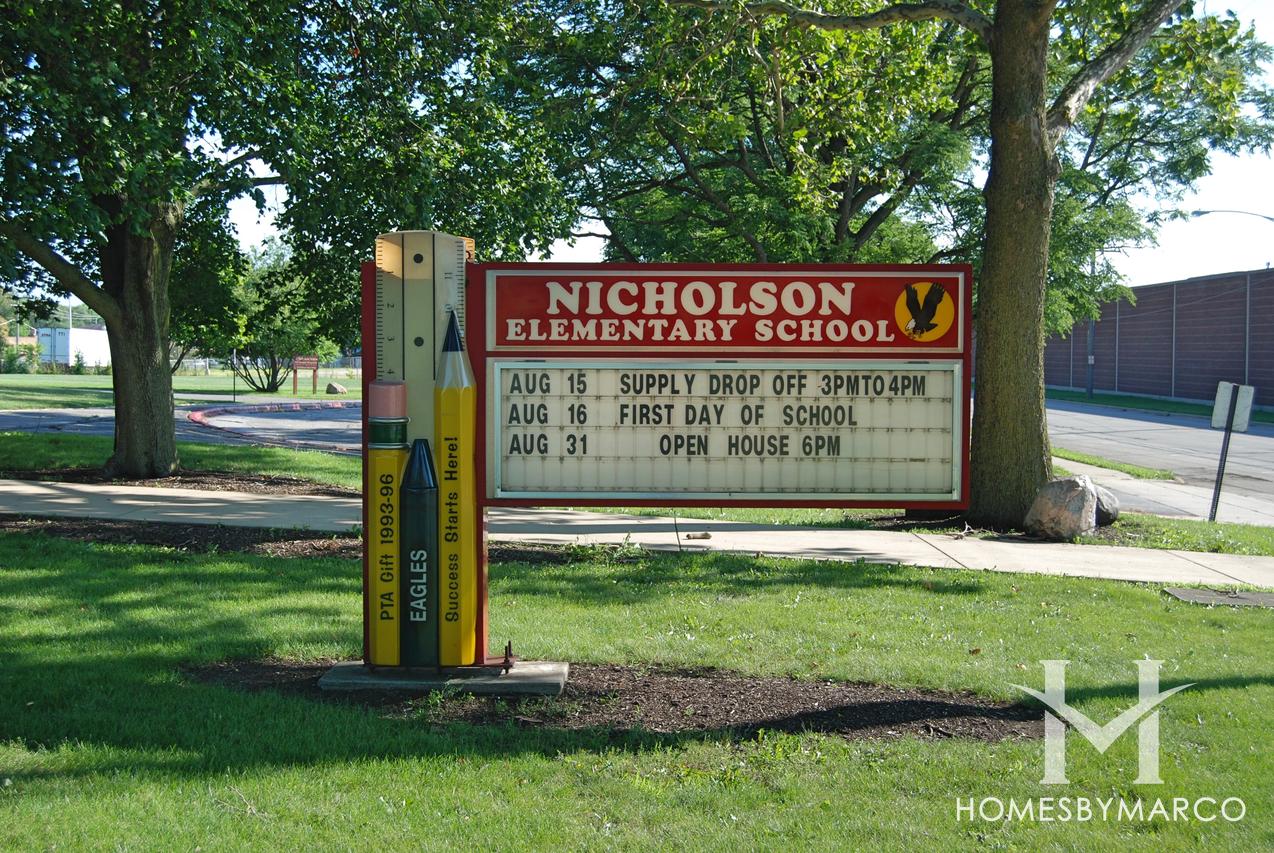 NICHOLSON
ELEMENTARY SCHOOL
AUG 15 SUPPLY DROP OFF 3PMTO4PM
AUG 16 FIRST DAY OF SCHOOL
AUG 31 OPEN HOUSE 6PM
PTA Gift 1993-96
EAGLES
Success Starts Here!
HOMESBYMARCO